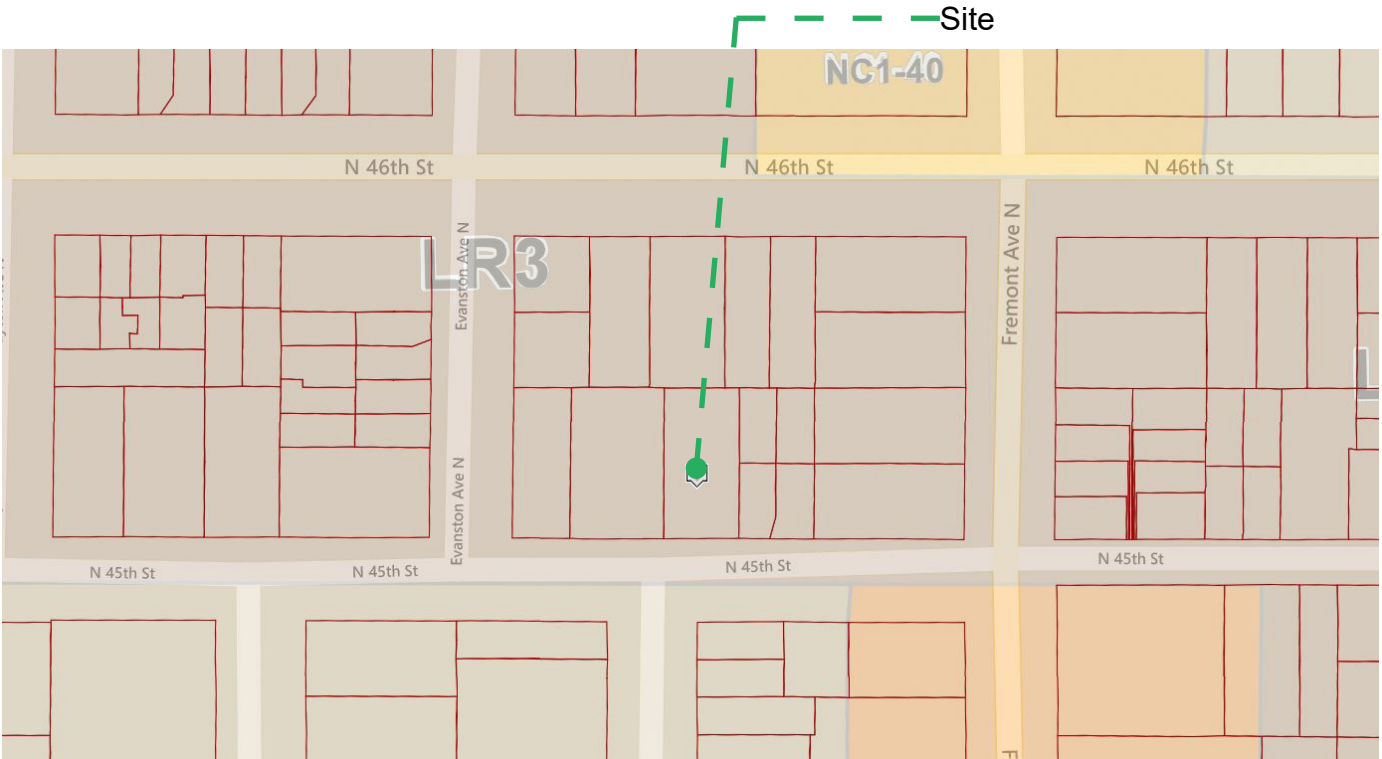 Site
NC1-40
N 46th St
N 46th St
N 46th St
LR3
Evanston Ave N
Fremont Ave N
L
Evanston Ave N
N 45th St
N 45th St
N 45th St
N 45th St
F